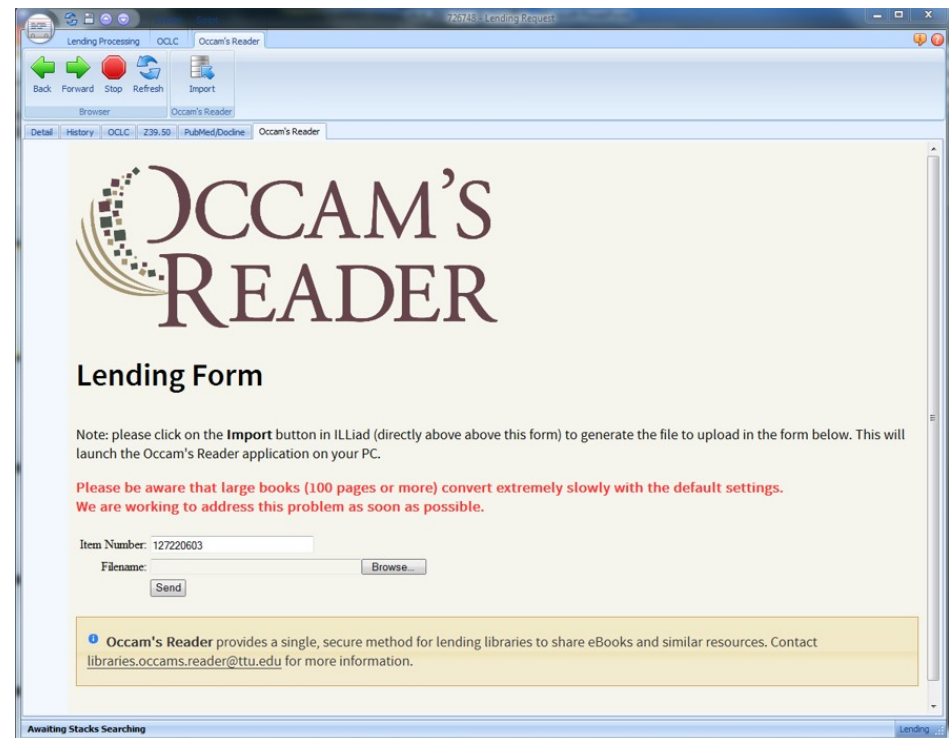 726748 - Lending Request
Lending Processing OCLC Occam's Reader
Back Forward Stop Refresh Import
Browser Occam's Reader
Detail History OCLC Z39.50 PubMed/Docline Occam's Reader
OCCAM'S
READER
Lending Form
Note: please click on the Import button in ILLiad (directly above above this form) to generate the file to upload in the form below. This will
launch the Occam's Reader application on your PC.
Please be aware that large books (100 pages or more) convert extremely slowly with the default settings.
We are working to address this problem as soon as possible.
Item Number: 127220603
Filename: Browse...
Send
Occam's Reader provides a single, secure method for lending libraries to share eBooks and similar resources. Contact
libraries.occams.reader@ttu.edu for more information.
Awaiting Stacks Searching Lending